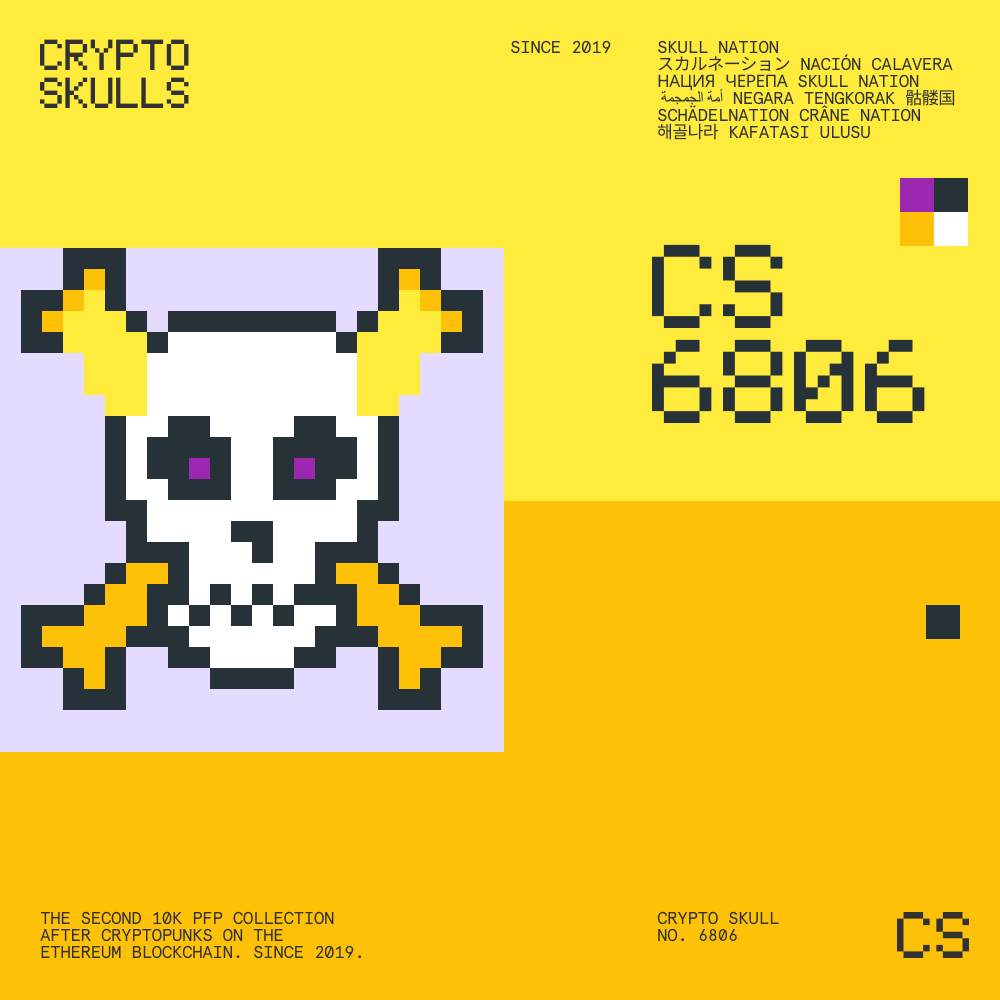 CRYPTO
SKULLS
SINCE 2019
SKULL NATION
スカルネーション NACIÓN CALAVERA
НАЦИЯ ЧЕРЕПА SKULL NATION
أمة الجمجمة NEGARA TENGKORAK 骷髅国
SCHÄDELNATION CRÂNE NATION
해골나라 KAFATASI ULUSU
CS
6806
THE SECOND 10K PFP COLLECTION
AFTER CRYPTOPUNKS ON THE
ETHEREUM BLOCKCHAIN. SINCE 2019.
CRYPTO SKULL
NO. 6806
CS